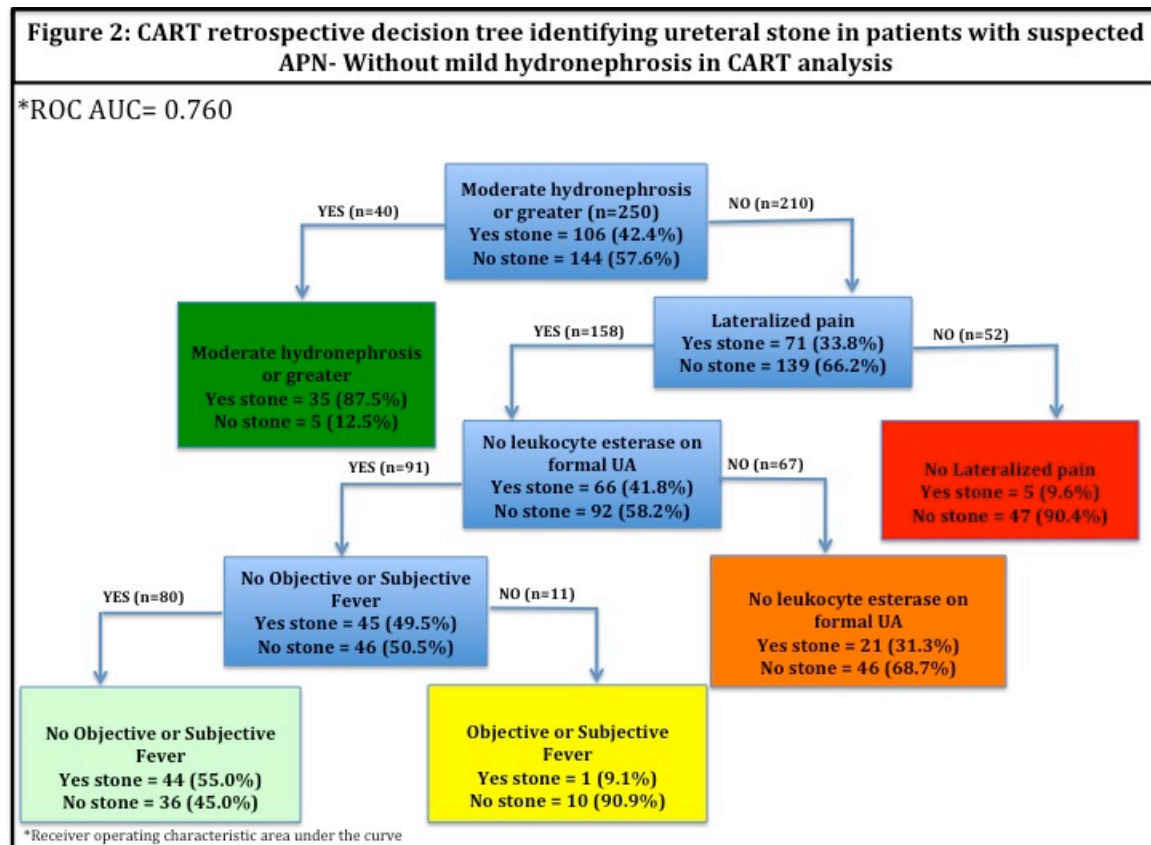 Figure 2: CART retrospective decision tree identifying ureteral stone in patients with suspected
APN- Without mild hydronephrosis in CART analysis
*ROC AUC= 0.760
Moderate hydronephrosis
or greater (n=250)
Yes stone = 106 (42.4%)
No stone = 144 (57.6%)
YES (n=40)
NO (n=210)
Moderate hydronephrosis
or greater
Yes stone = 35 (87.5%)
No stone = 5 (12.5%)
Lateralized pain
Yes stone = 71 (33.8%)
No stone = 139 (66.2%)
YES (n=158)
NO (n=52)
No leukocyte esterase on
formal UA
Yes stone = 66 (41.8%)
No stone = 92 (58.2%)
No Lateralized pain
Yes stone = 5 (9.6%)
No stone = 47 (90.4%)
YES (n=91)
NO (n=67)
No Objective or Subjective
Fever
Yes stone = 45 (49.5%)
No stone = 46 (50.5%)
No leukocyte esterase on
formal UA
Yes stone = 21 (31.3%)
No stone = 46 (68.7%)
YES (n=80)
NO (n=11)
No Objective or Subjective
Fever
Yes stone = 44 (55.0%)
No stone = 36 (45.0%)
Objective or Subjective
Fever
Yes stone = 1 (9.1%)
No stone = 10 (90.9%)
*Receiver operating characteristic area under the curve